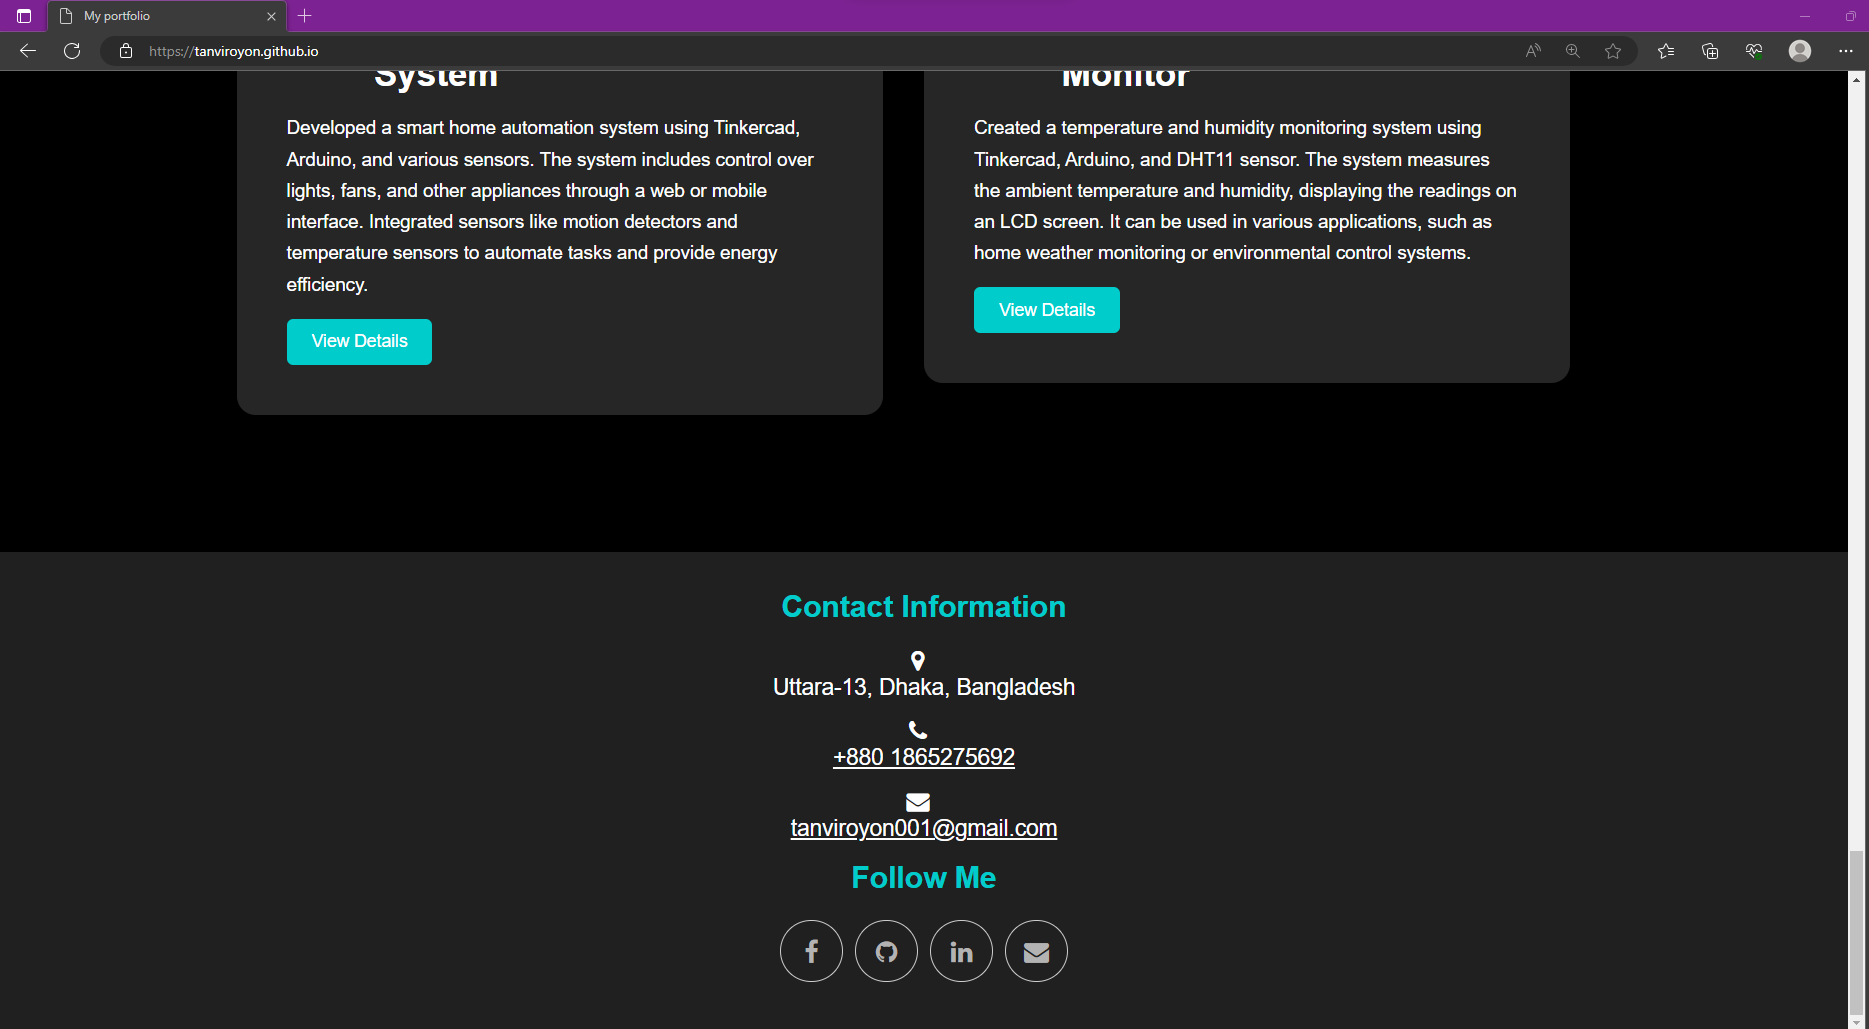 My portfolio
https://tanviroyon.github.io
System
Developed a smart home automation system using Tinkercad,
Arduino, and various sensors. The system includes control over
lights, fans, and other appliances through a web or mobile
interface. Integrated sensors like motion detectors and
temperature sensors to automate tasks and provide energy
efficiency.
View Details
Monitor
Created a temperature and humidity monitoring system using
Tinkercad, Arduino, and DHT11 sensor. The system measures
the ambient temperature and humidity, displaying the readings on
an LCD screen. It can be used in various applications, such as
home weather monitoring or environmental control systems.
View Details
Contact Information
Uttara-13, Dhaka, Bangladesh
+880 1865275692
tanviroyon001@gmail.com
Follow Me